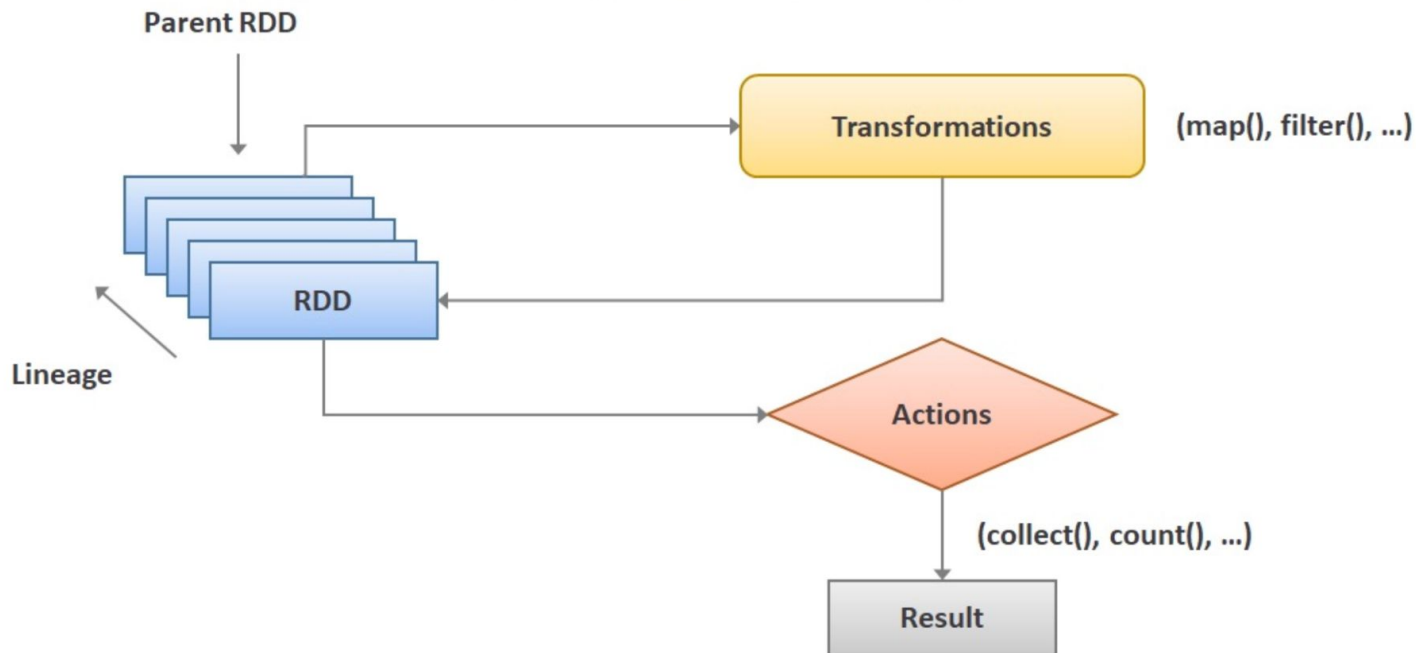 Parent RDD
Transformations
(map(), filter(), ...)
RDD
Lineage
Actions
(collect(), count(), ...)
Result